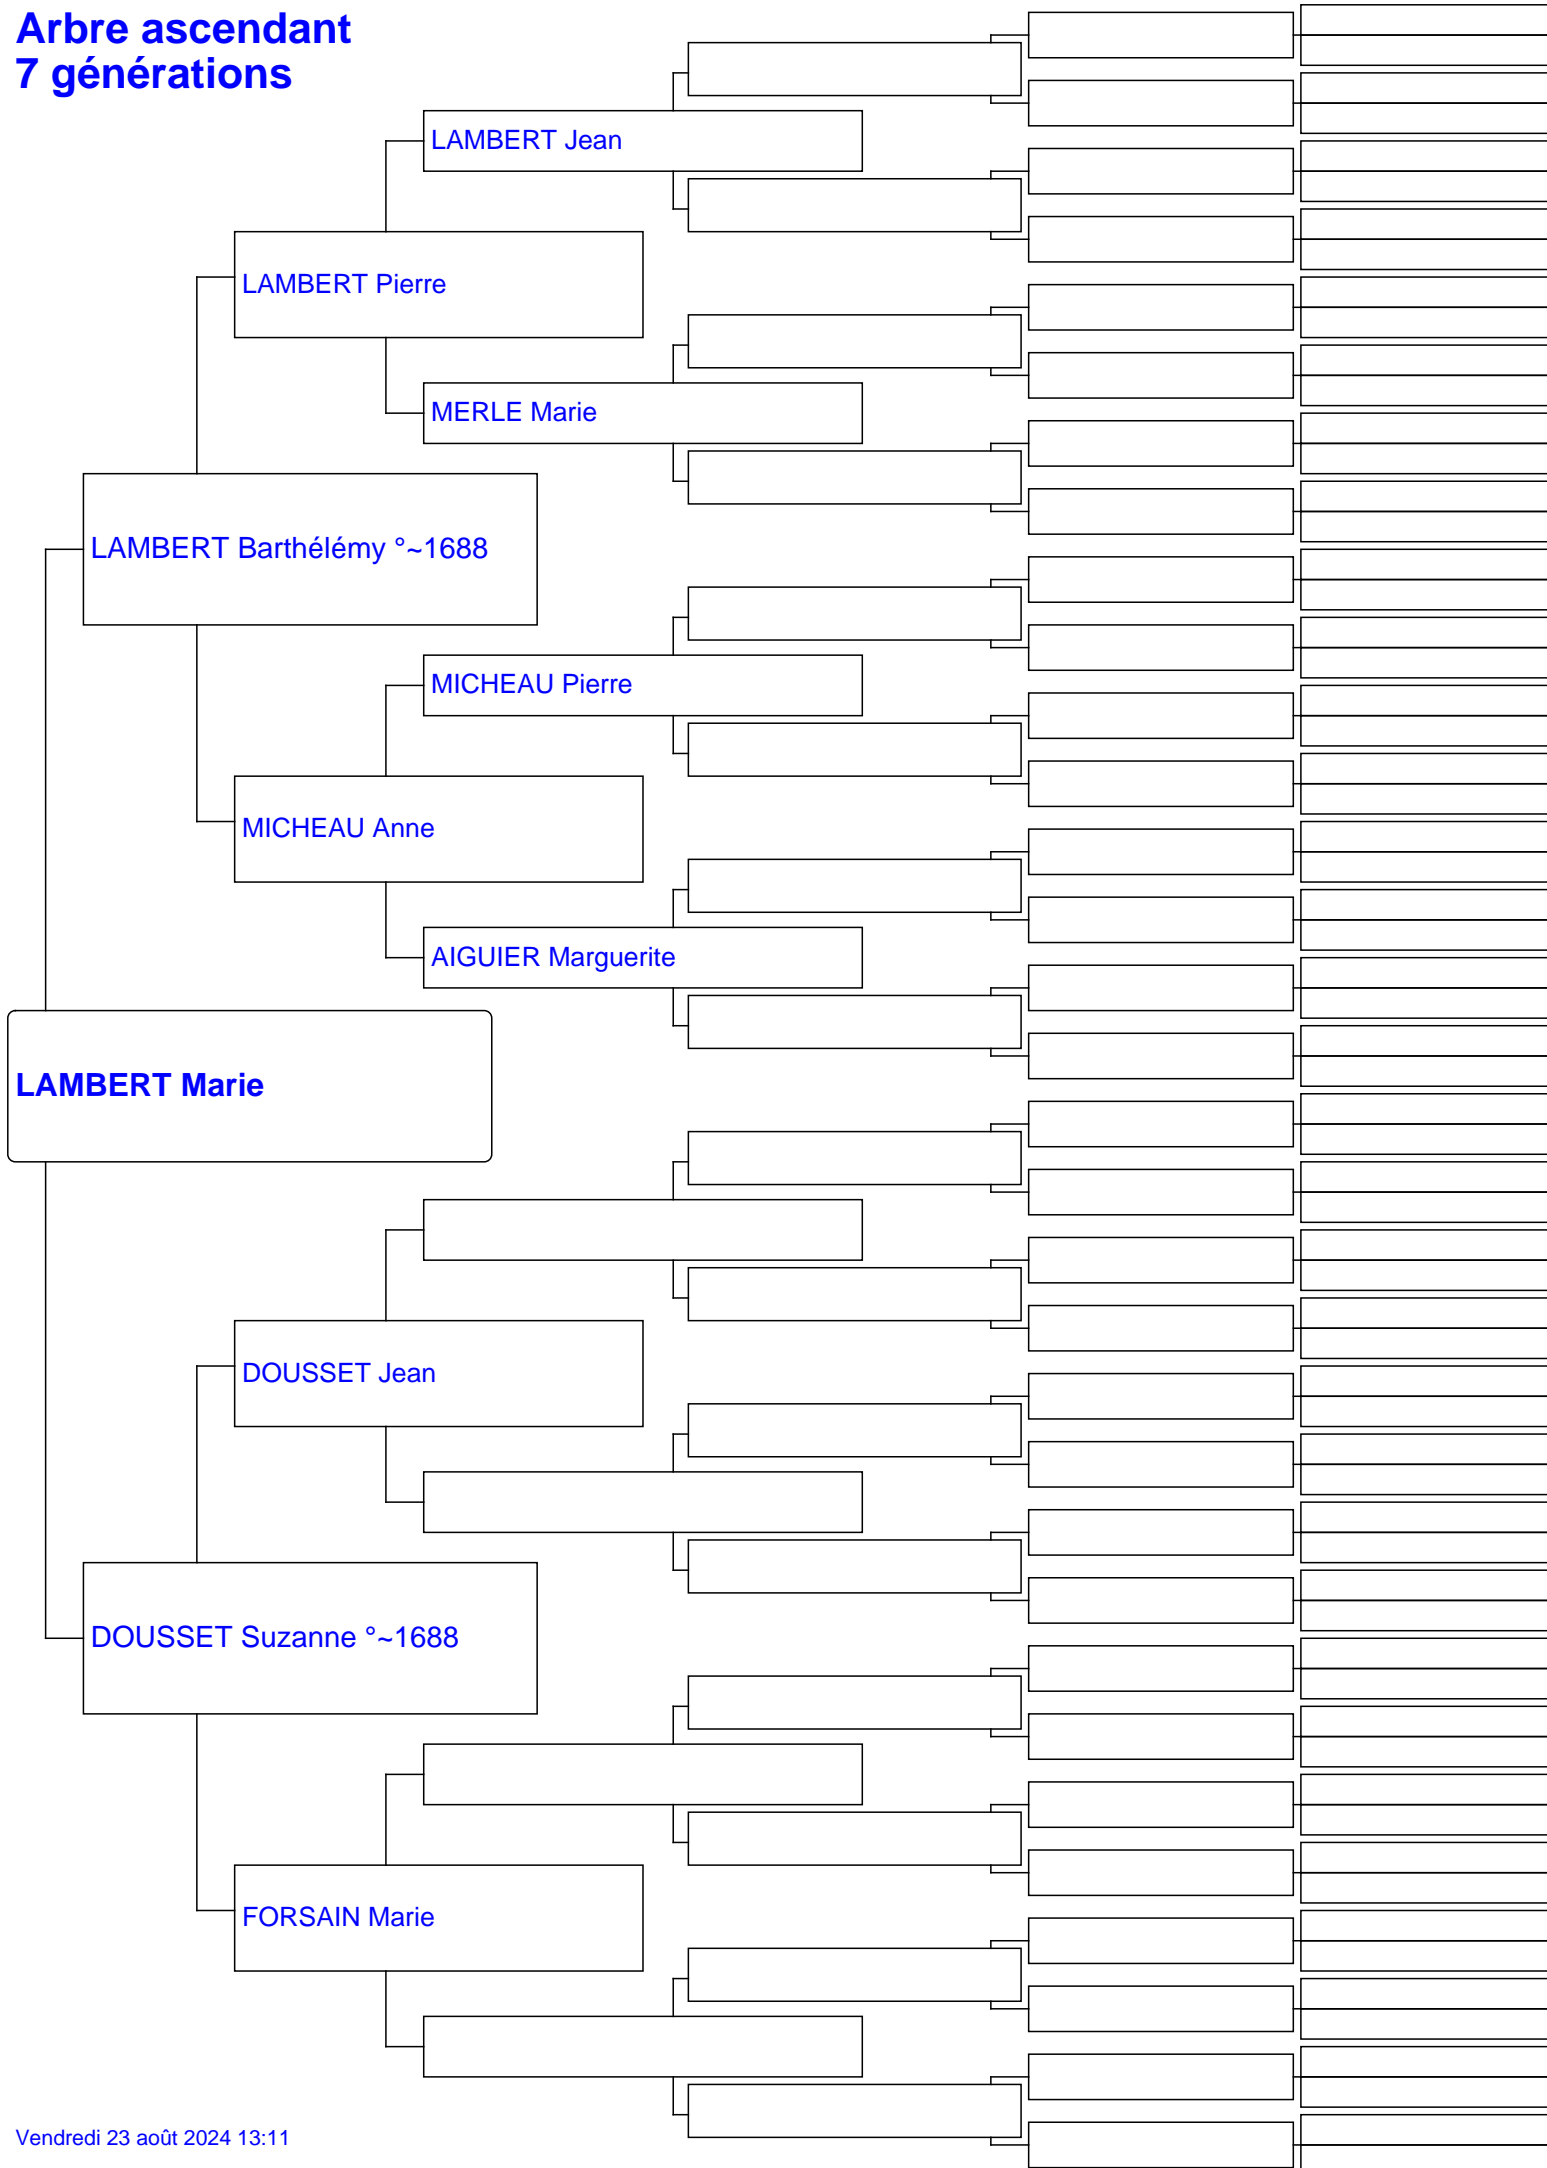 Arbre ascendant
7 générations
LAMBERT Jean
LAMBERT Pierre
MERLE Marie
LAMBERT Barthélémy °~1688
MICHEAU Pierre
MICHEAU Anne
AIGUIER Marguerite
LAMBERT Marie
DOUSSET Jean
DOUSSET Suzanne °~1688
FORSAIN Marie
Vendredi 23 août 2024 13:11